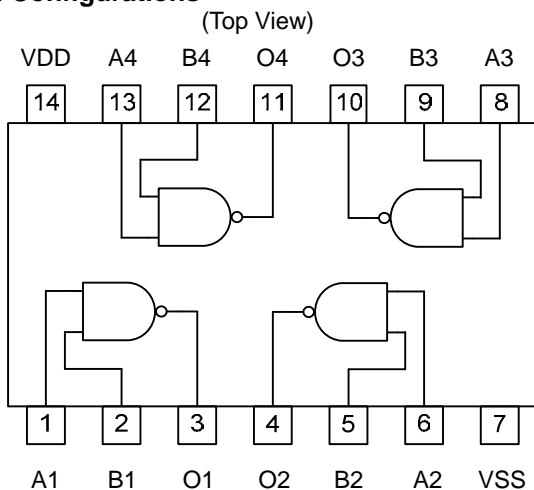 Configurations
(Top View)
VDD A4 B4 O4 O3 B3 A3
14 13 12 11 10 9 8
1 2 3 4 5 6 7
A1 B1 O1 O2 B2 A2 VSS